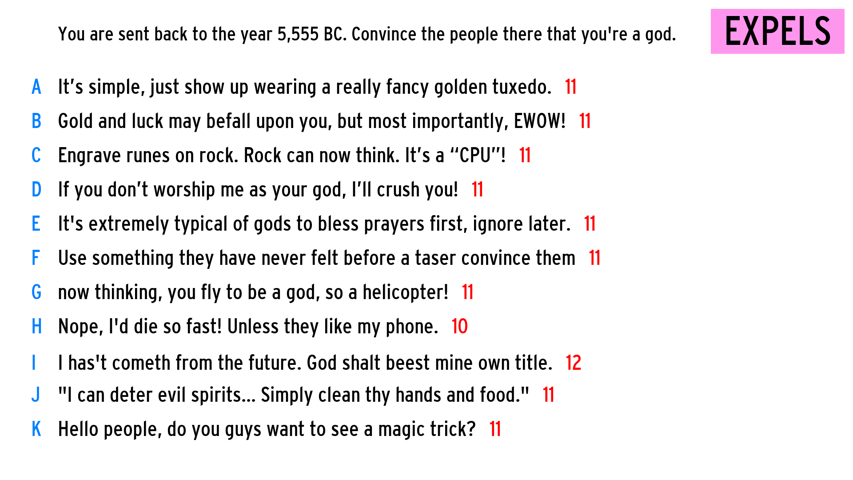 You are sent back to the year 5,555 BC. Convince the people there that you're a god.
EXPELS
A It’s simple, just show up wearing a really fancy golden tuxedo. 11
B Gold and luck may befall upon you, but most importantly, EWOW! 11
C Engrave runes on rock. Rock can now think. It’s a “CPU”! 11
D If you don’t worship me as your god, I’ll crush you! 11
E It's extremely typical of gods to bless prayers first, ignore later. 11
F Use something they have never felt before a taser convince them 11
G now thinking, you fly to be a god, so a helicopter! 11
H Nope, I'd die so fast! Unless they like my phone. 10
I I has't cometh from the future. God shalt beest mine own title. 12
J "I can deter evil spirits... Simply clean thy hands and food." 11
K Hello people, do you guys want to see a magic trick? 11